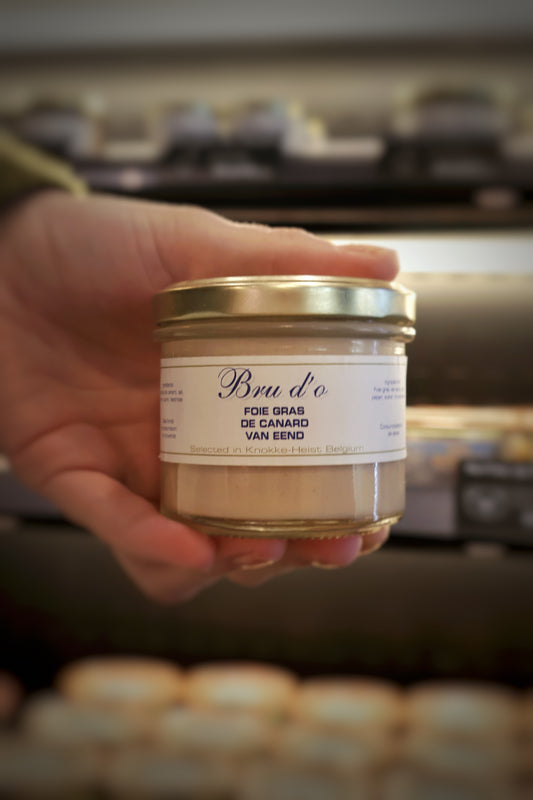 Bru d'o
FOIE GRAS
DE CANARD
VAN EEND
Selected in Knokke-Heist Belgium